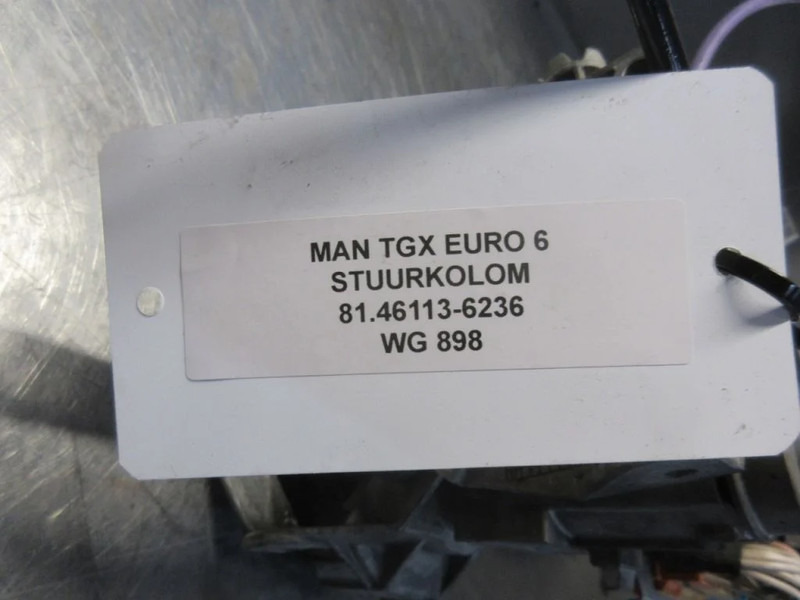 MAN TGX EURO 6
STUURKOLOM
81.46113-6236
WG 898